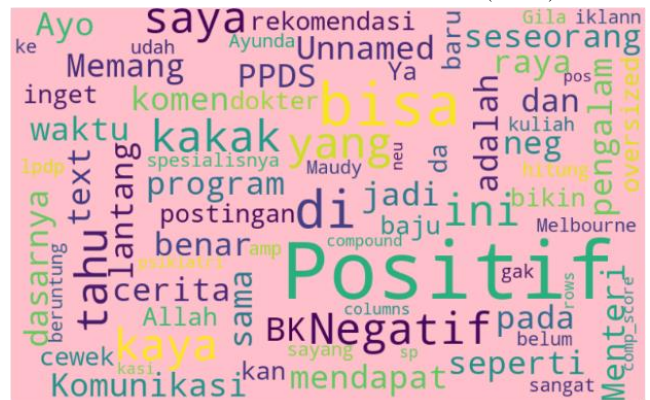 Ayo
saya
rekomendasi
Gila
iklann
ke
udah
Ayunda
Unnamed
baru
seseorang
Memang
PPDS
Ya
raya
pos
inget
komen
dokter
bisa
adalah
dan
pengalam
oversized
waktu
kakak
yang
neu
da
kuliah
neg
lpdp
text
lantang
spesialisnya
Maudy
hitung
program
di
jadi
ini
bikin
dasarnya
tahu
postingan
baju
Melbourne
beruntung
benar
amp
compound
psikiatri
Positif
gak
cerita
sama
rows
Menteri
comp_score
Allah
columns
BK
Negatif
pada
kaya
belum
cewek
kasi
sayang
sp
seperti
Komunikasi
kan
mendapat
sangat